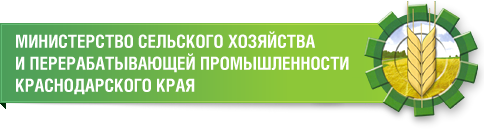 МИНИСТЕРСТВО СЕЛЬСКОГО ХОЗЯЙСТВА
И ПЕРЕРАБАТЫВАЮЩЕЙ ПРОМЫШЛЕННОСТИ
КРАСНОДАРСКОГО КРАЯ